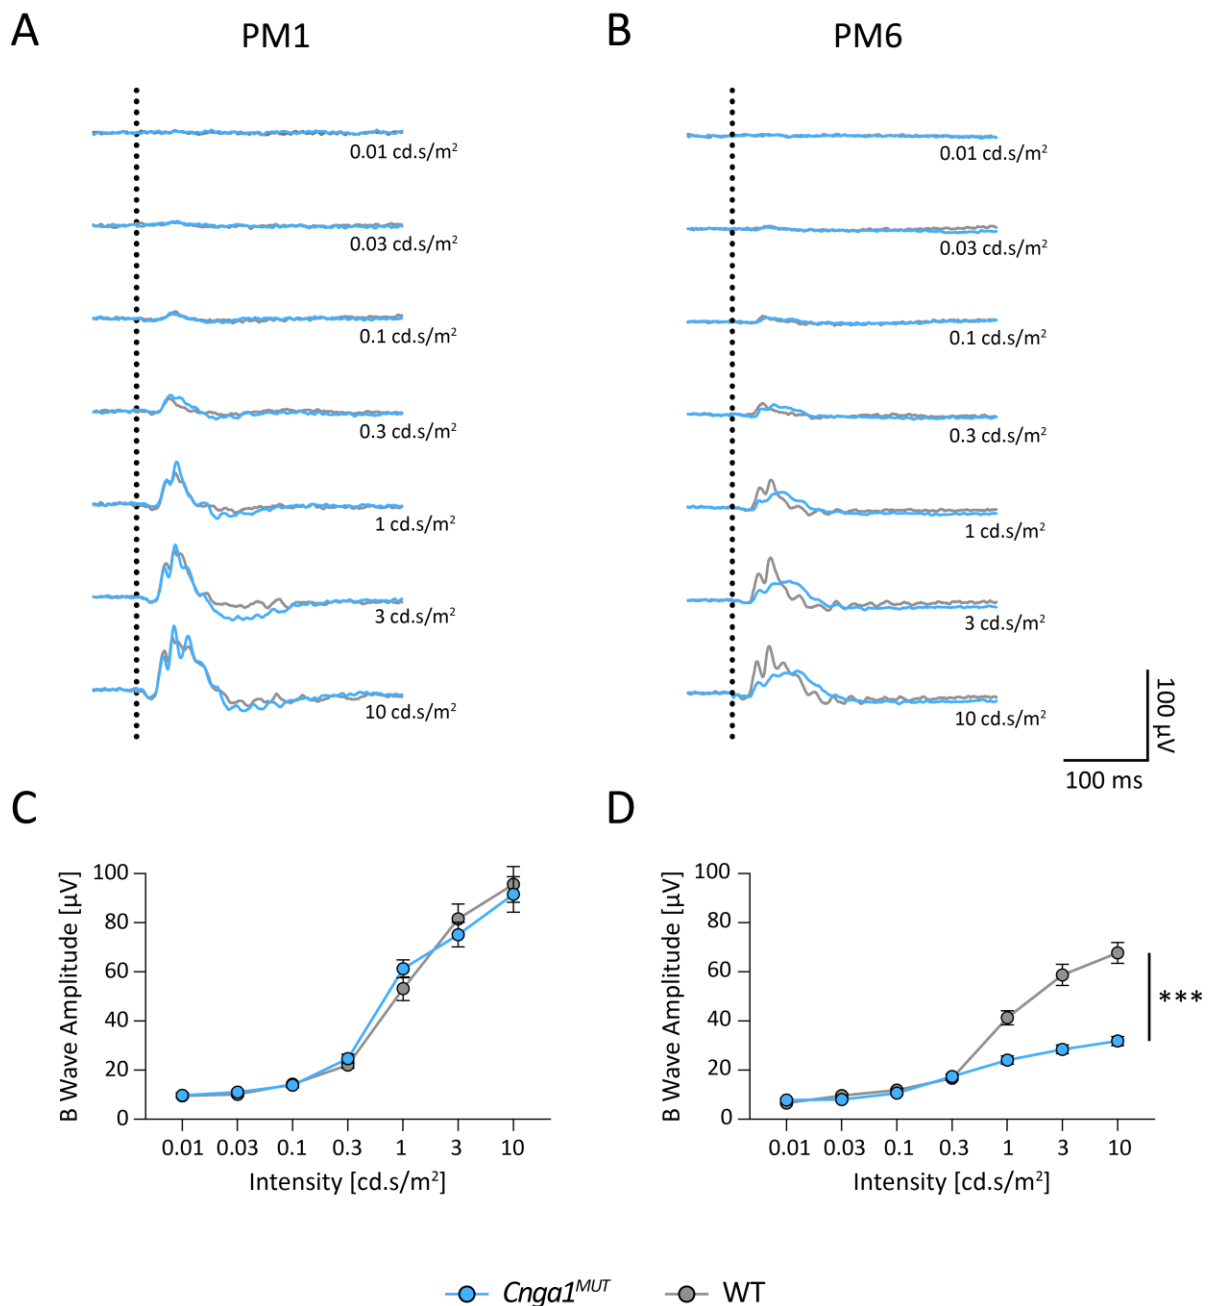 A
PM1
B
PM6
0.01 cd.s/m²
0.03 cd.s/m²
0.1 cd.s/m²
0.3 cd.s/m²
1 cd.s/m²
3 cd.s/m²
10 cd.s/m²
0.01 cd.s/m²
0.03 cd.s/m²
0.1 cd.s/m²
0.3 cd.s/m²
1 cd.s/m²
3 cd.s/m²
10 cd.s/m²
100 µV
100 ms
C
B Wave Amplitude [µV]
100
80
60
40
20
0
0.01 0.03 0.1 0.3 1 3 10
Intensity [cd.s/m²]
D
B Wave Amplitude [µV]
100
80
60
40
20
0
***
0.01 0.03 0.1 0.3 1 3 10
Intensity [cd.s/m²]
Cnga1ᴹᵁᵀ WT